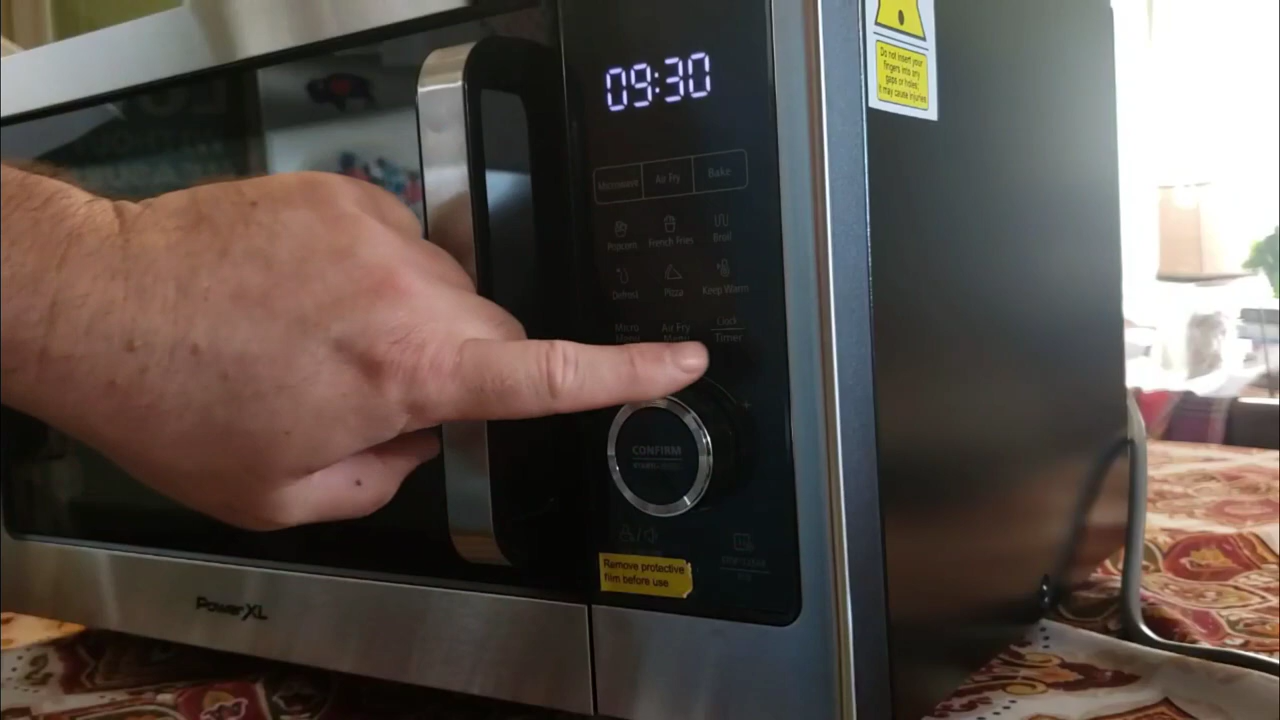 09:30
Do not insert your
fingers into any
gaps or holes;
it may cause injuries
Microwave Air Fry Bake
Popcorn French Fries Broil
Defrost Pizza Keep Warm
Micro Air Fry Clock
Menu Menu Timer
CONFIRM
Remove protective
film before use
PowerXL